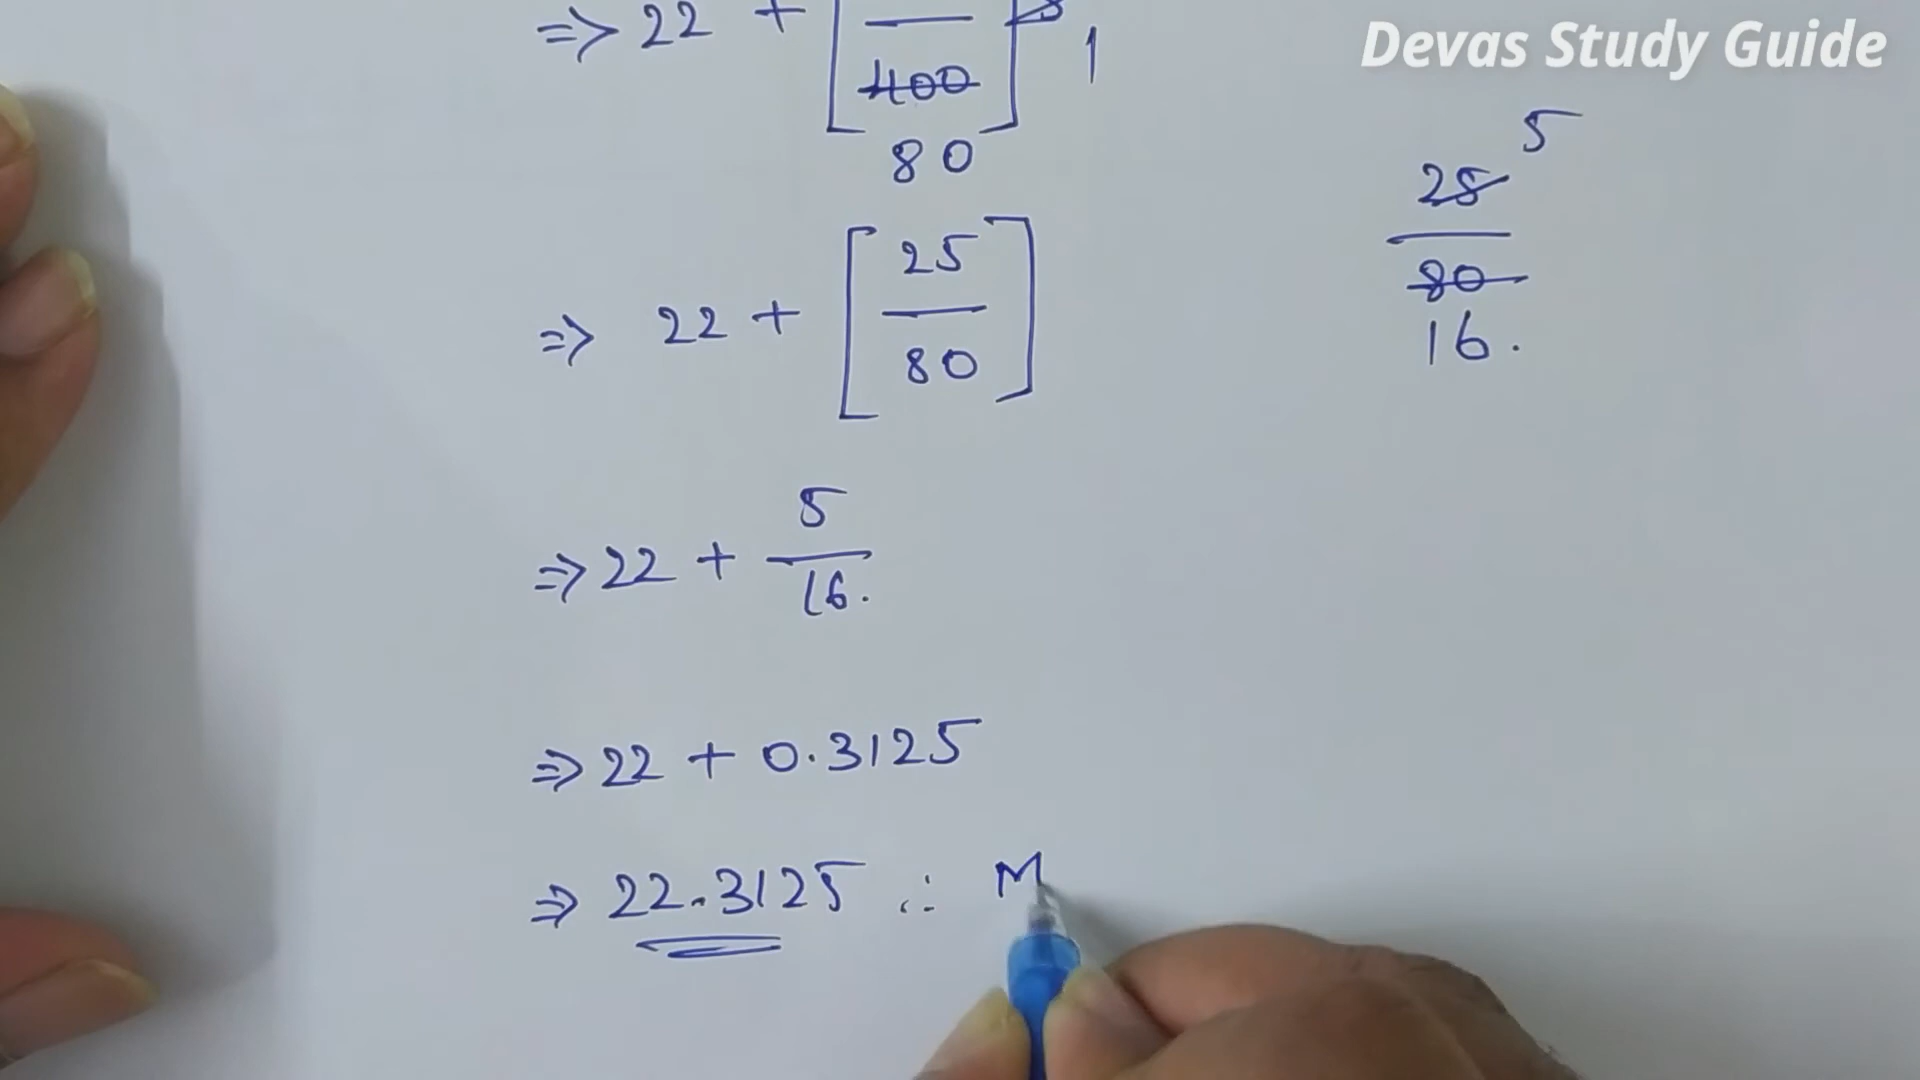 Devas Study Guide
=> 22 + [ — ] 1
400
80
=> 22 + [ 25 / 80 ]
=> 22 + 5 / 16.
=> 22 + 0.3125
=> 22.3125 ∴ M
5
25
80
16.